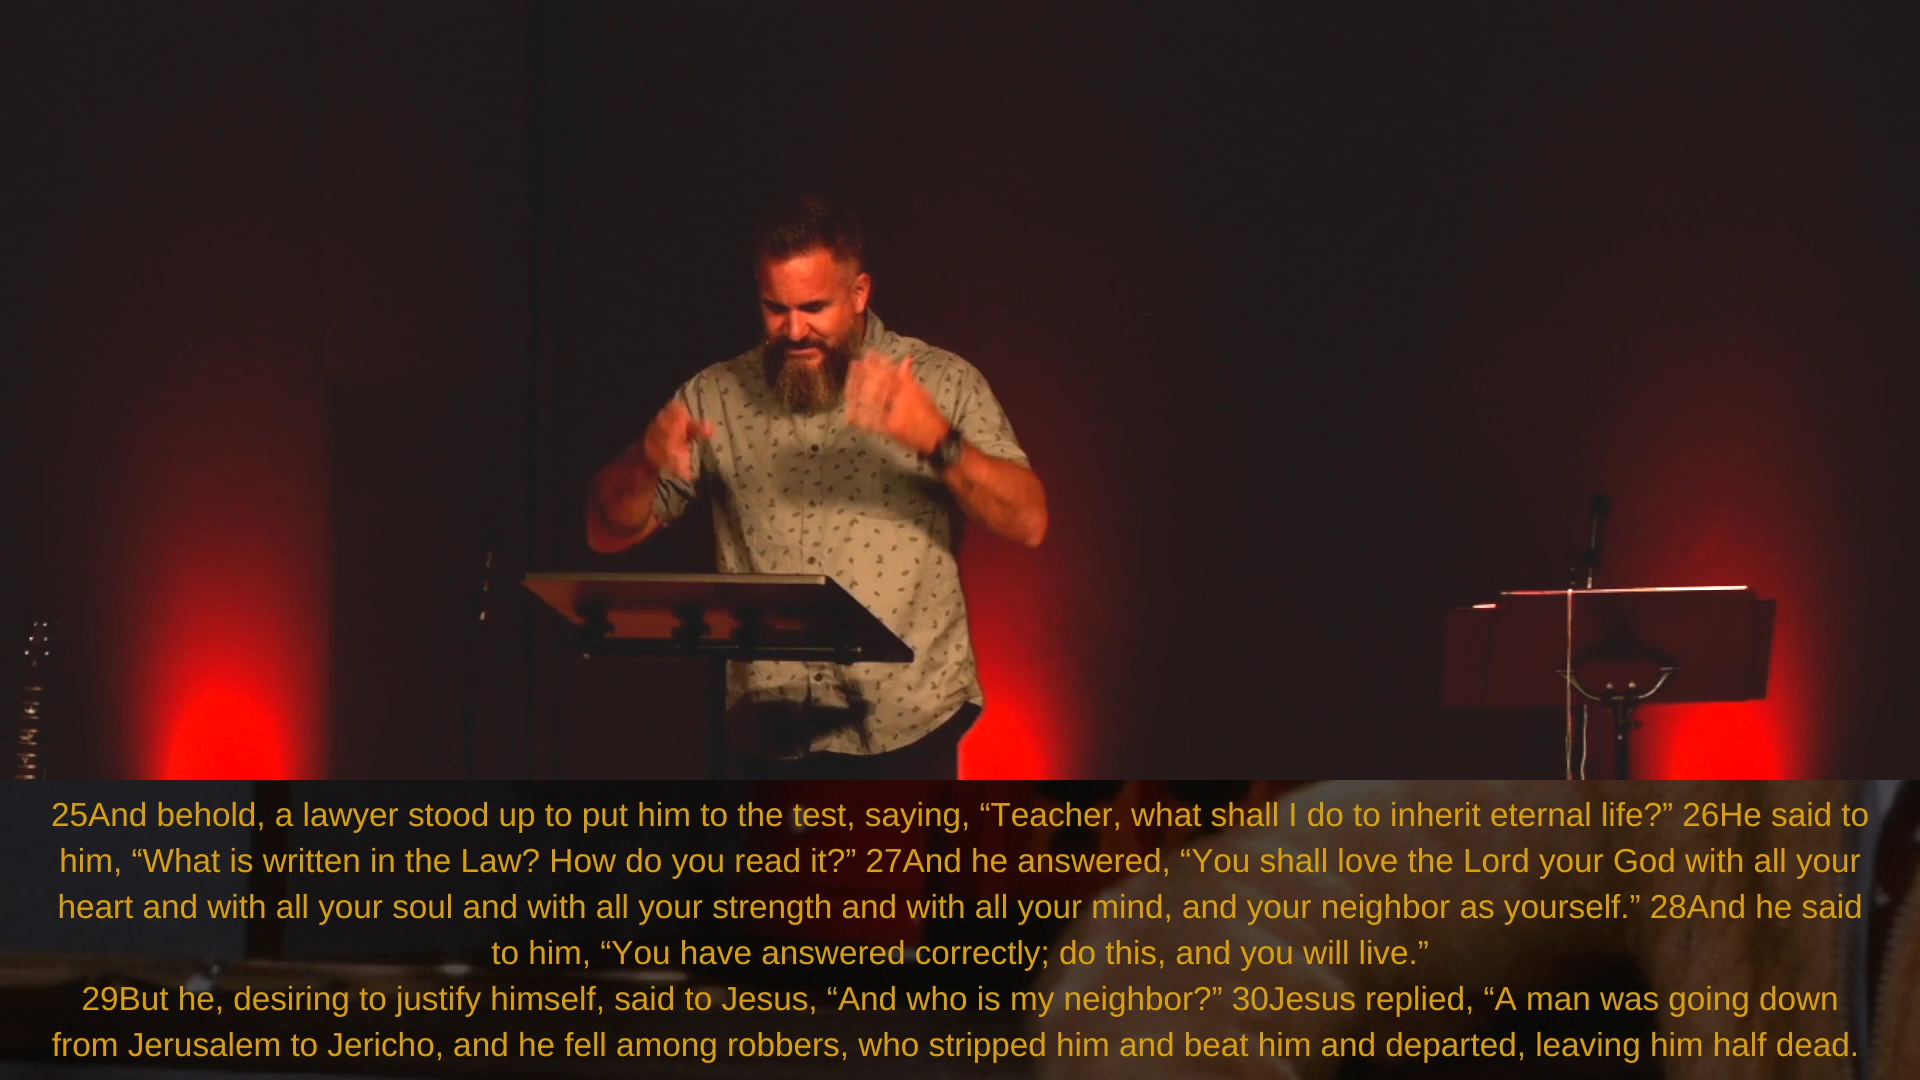 25And behold, a lawyer stood up to put him to the test, saying, “Teacher, what shall I do to inherit eternal life?” 26He said to
him, “What is written in the Law? How do you read it?” 27And he answered, “You shall love the Lord your God with all your
heart and with all your soul and with all your strength and with all your mind, and your neighbor as yourself.” 28And he said
to him, “You have answered correctly; do this, and you will live.”
29But he, desiring to justify himself, said to Jesus, “And who is my neighbor?” 30Jesus replied, “A man was going down
from Jerusalem to Jericho, and he fell among robbers, who stripped him and beat him and departed, leaving him half dead.